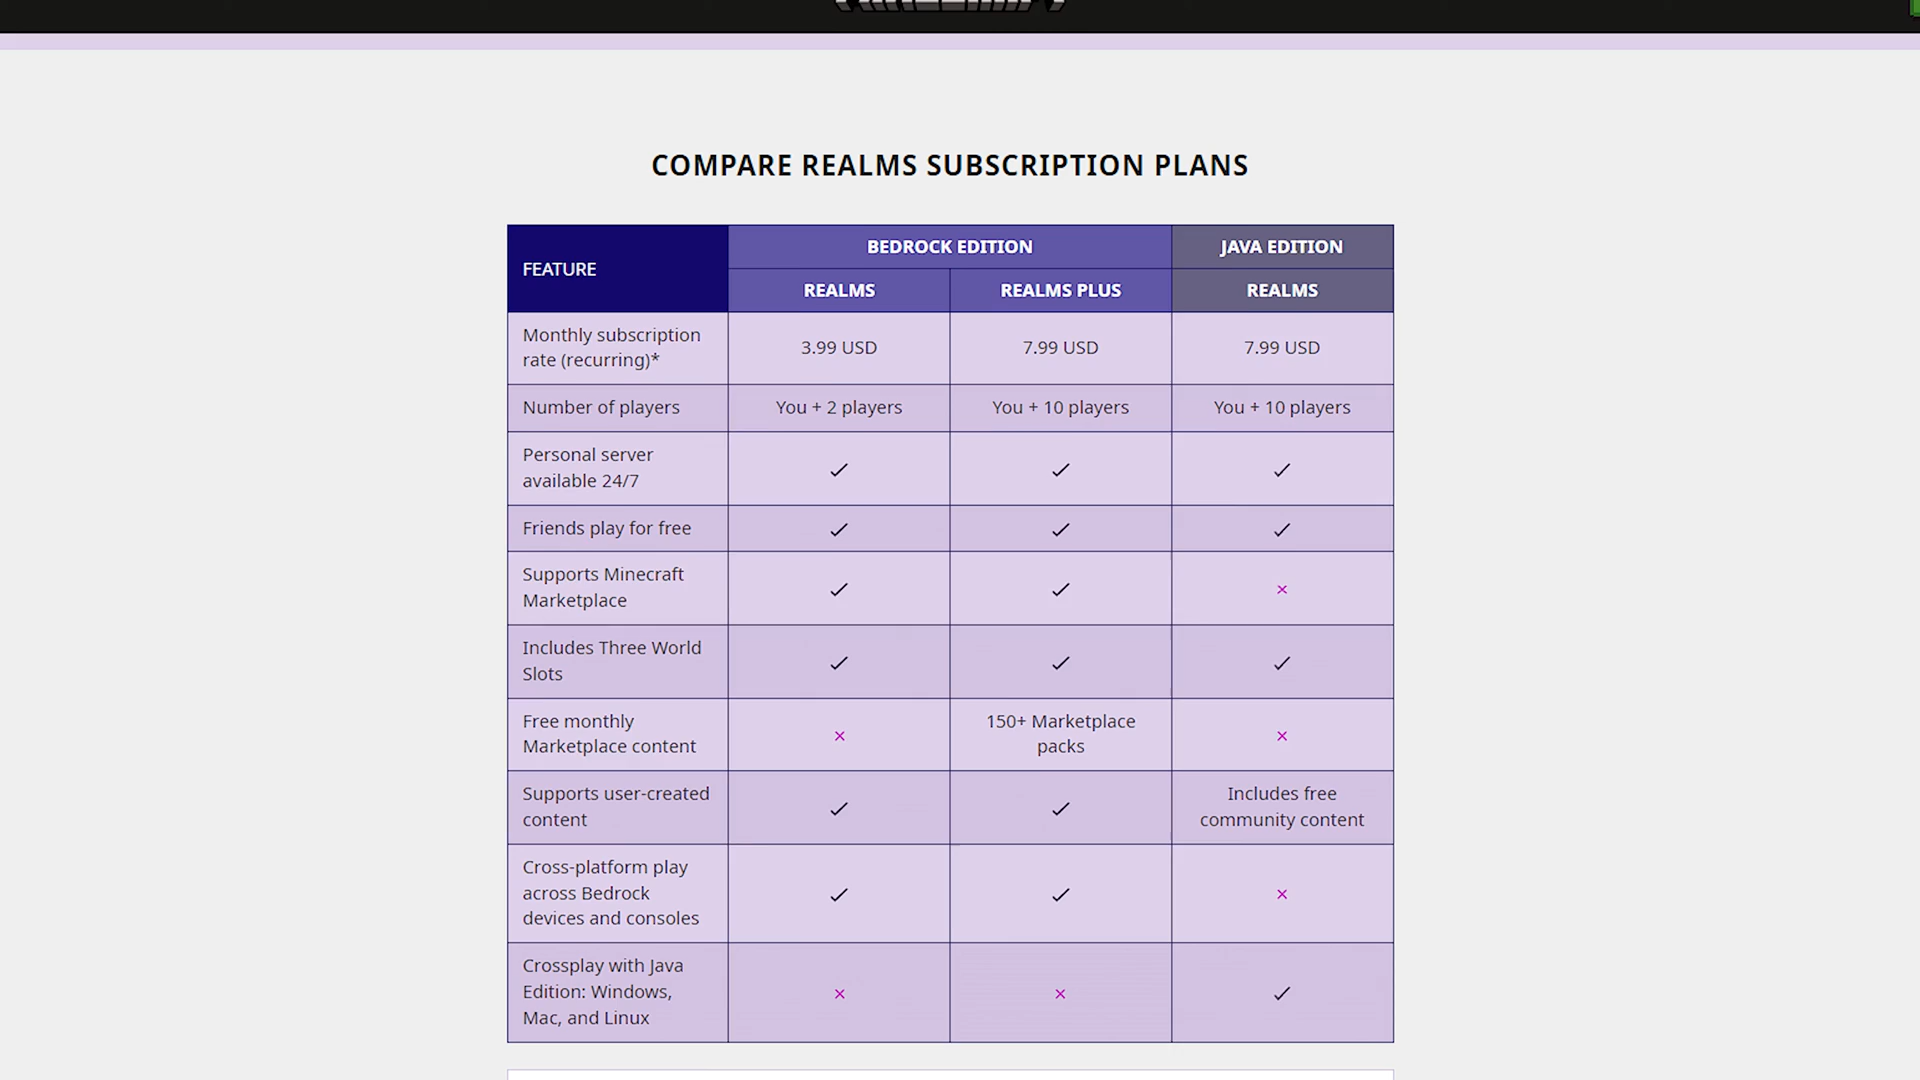 COMPARE REALMS SUBSCRIPTION PLANS
FEATURE
BEDROCK EDITION
JAVA EDITION
REALMS
REALMS PLUS
REALMS
Monthly subscription
rate (recurring)*
3.99 USD
7.99 USD
7.99 USD
Number of players
You + 2 players
You + 10 players
You + 10 players
Personal server
available 24/7
✓
✓
✓
Friends play for free
✓
✓
✓
Supports Minecraft
Marketplace
✓
✓
×
Includes Three World
Slots
✓
✓
✓
Free monthly
Marketplace content
×
150+ Marketplace
packs
×
Supports user-created
content
✓
✓
Includes free
community content
Cross-platform play
across Bedrock
devices and consoles
✓
✓
×
Crossplay with Java
Edition: Windows,
Mac, and Linux
×
×
✓